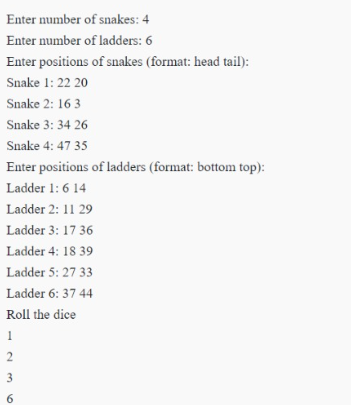 Enter number of snakes: 4
Enter number of ladders: 6
Enter positions of snakes (format: head tail):
Snake 1: 22 20
Snake 2: 16 3
Snake 3: 34 26
Snake 4: 47 35
Enter positions of ladders (format: bottom top):
Ladder 1: 6 14
Ladder 2: 11 29
Ladder 3: 17 36
Ladder 4: 18 39
Ladder 5: 27 33
Ladder 6: 37 44
Roll the dice
1
2
3
6